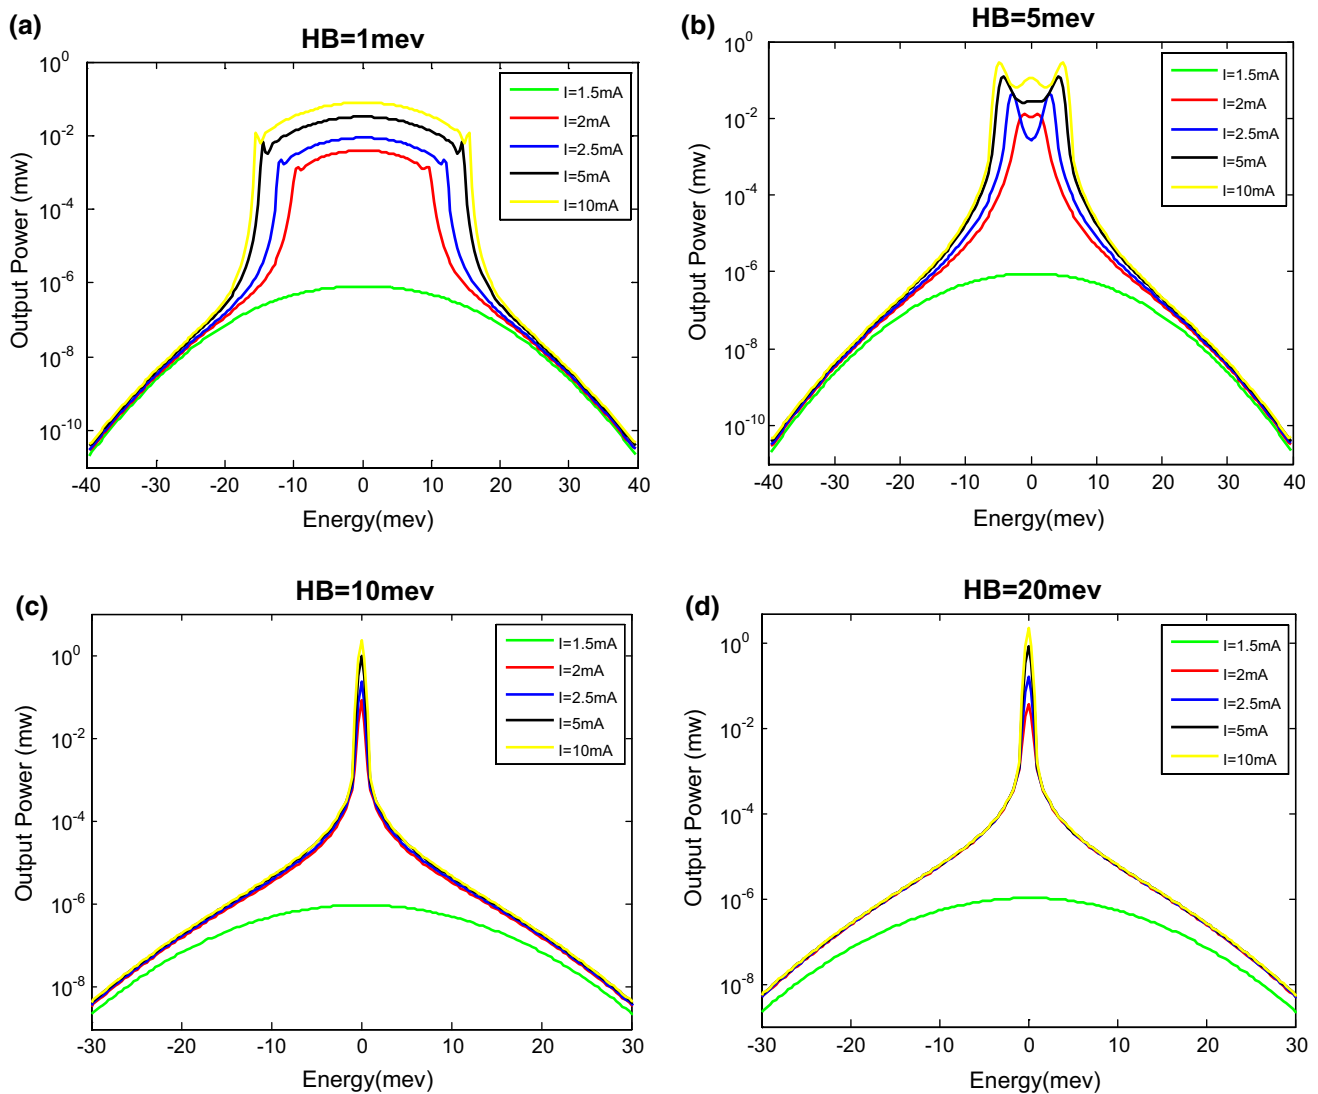 (a)
HB=1mev
10^0
10^-2
10^-4
10^-6
10^-8
10^-10
Output Power (mw)
I=1.5mA
I=2mA
I=2.5mA
I=5mA
I=10mA
-40 -30 -20 -10 0 10 20 30 40
Energy(mev)
(b)
HB=5mev
10^0
10^-2
10^-4
10^-6
10^-8
10^-10
Output Power (mw)
I=1.5mA
I=2mA
I=2.5mA
I=5mA
I=10mA
-40 -30 -20 -10 0 10 20 30 40
Energy(mev)
(c)
HB=10mev
10^0
10^-2
10^-4
10^-6
10^-8
Output Power (mw)
I=1.5mA
I=2mA
I=2.5mA
I=5mA
I=10mA
-30 -20 -10 0 10 20 30
Energy(mev)
(d)
HB=20mev
10^0
10^-2
10^-4
10^-6
10^-8
Output Power (mw)
I=1.5mA
I=2mA
I=2.5mA
I=5mA
I=10mA
-30 -20 -10 0 10 20 30
Energy(mev)